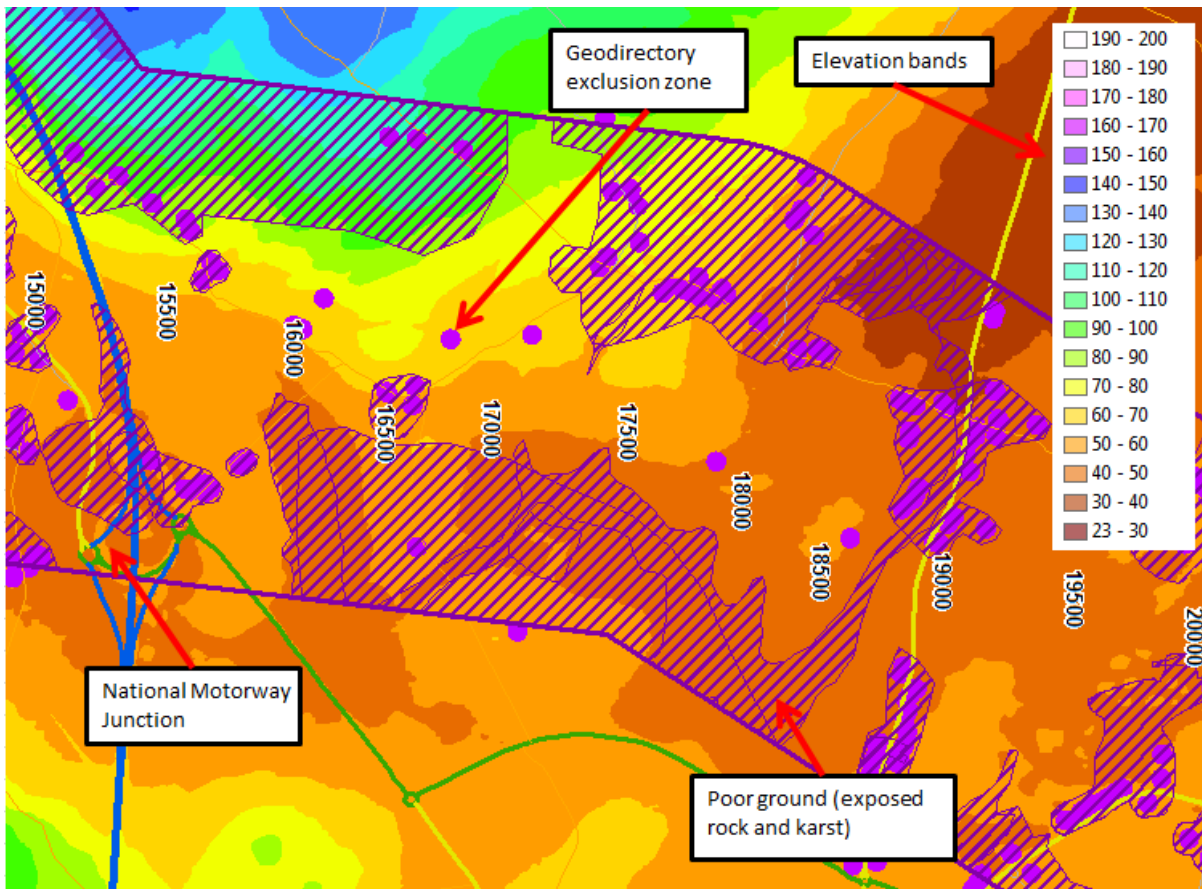 Geodirectory
exclusion zone
Elevation bands
190 - 200
180 - 190
170 - 180
160 - 170
150 - 160
140 - 150
130 - 140
120 - 130
110 - 120
100 - 110
90 - 100
80 - 90
70 - 80
60 - 70
50 - 60
40 - 50
30 - 40
23 - 30
15000
15500
16000
16500
17000
17500
18000
18500
19000
19500
20000
National Motorway
Junction
Poor ground (exposed
rock and karst)